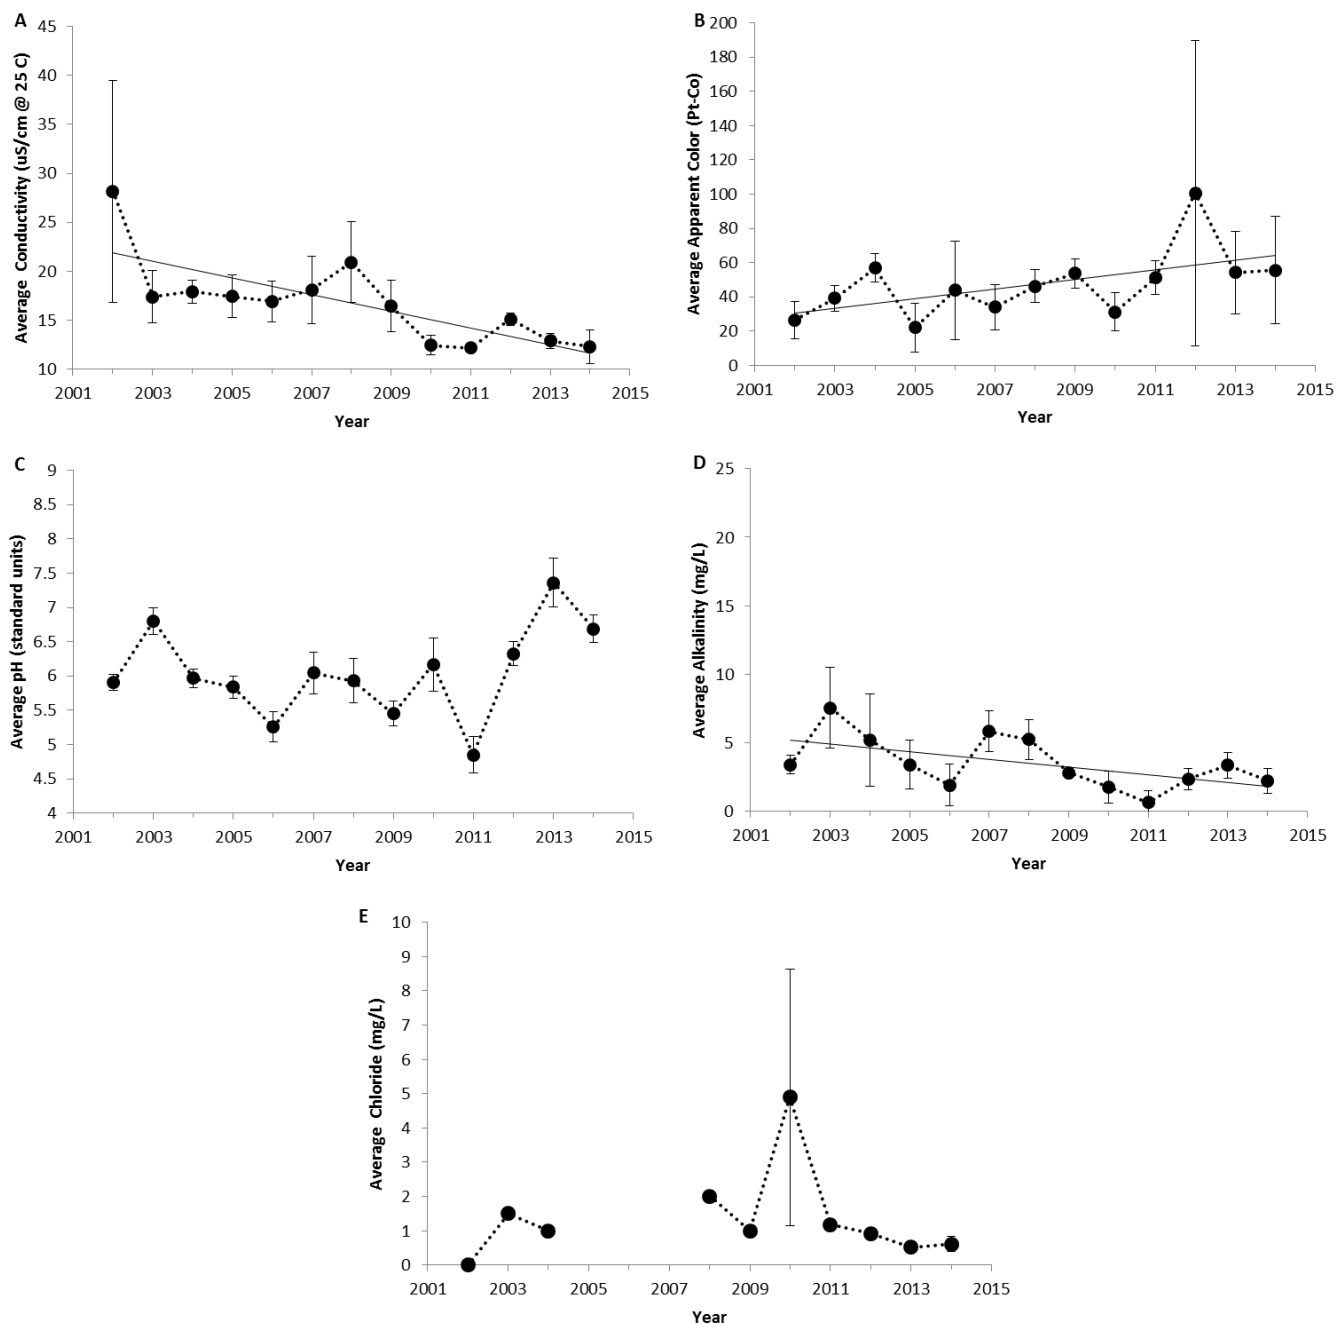 A
45
40
35
30
25
20
15
10
2001 2003 2005 2007 2009 2011 2013 2015
Average Conductivity (uS/cm @ 25 C)
Year
B
200
180
160
140
120
100
80
60
40
20
0
2001 2003 2005 2007 2009 2011 2013 2015
Average Apparent Color (Pt-Co)
Year
C
9
8.5
8
7.5
7
6.5
6
5.5
5
4.5
4
2001 2003 2005 2007 2009 2011 2013 2015
Average pH (standard units)
Year
D
25
20
15
10
5
0
2001 2003 2005 2007 2009 2011 2013 2015
Average Alkalinity (mg/L)
Year
E
10
9
8
7
6
5
4
3
2
1
0
2001 2003 2005 2007 2009 2011 2013 2015
Average Chloride (mg/L)
Year